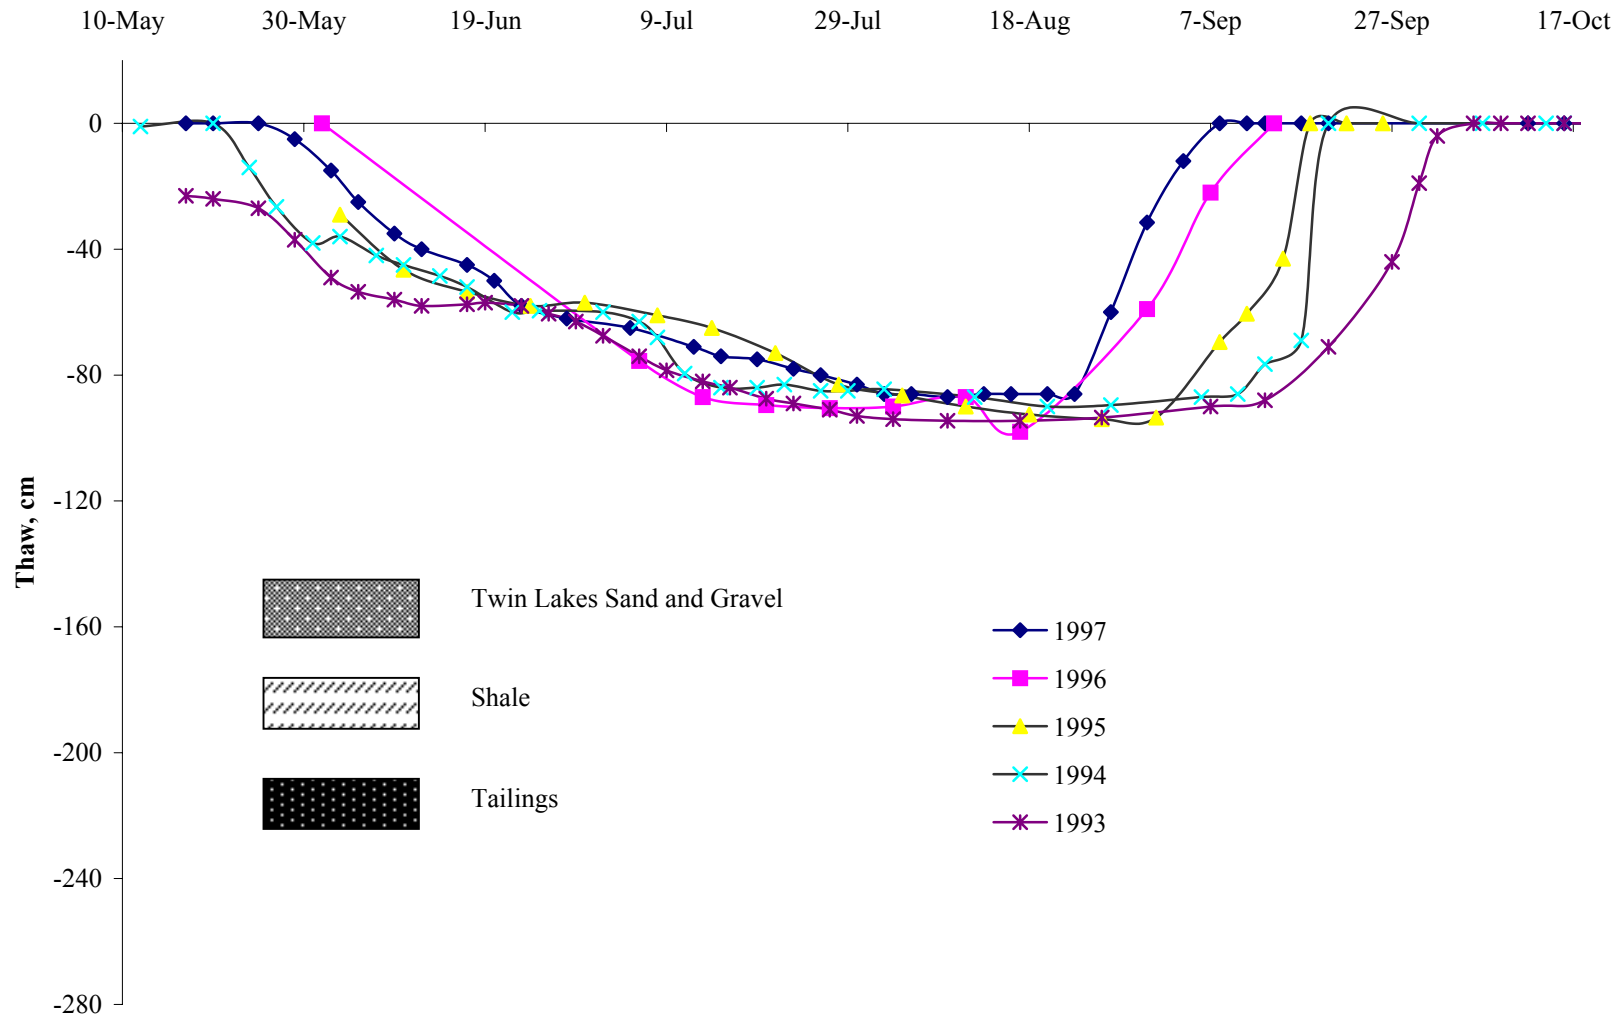 10-May 30-May 19-Jun 9-Jul 29-Jul 18-Aug 7-Sep 27-Sep 17-Oct
0
-40
-80
-120
-160
-200
-240
-280
Thaw, cm
Twin Lakes Sand and Gravel
Shale
Tailings
1997
1996
1995
1994
1993